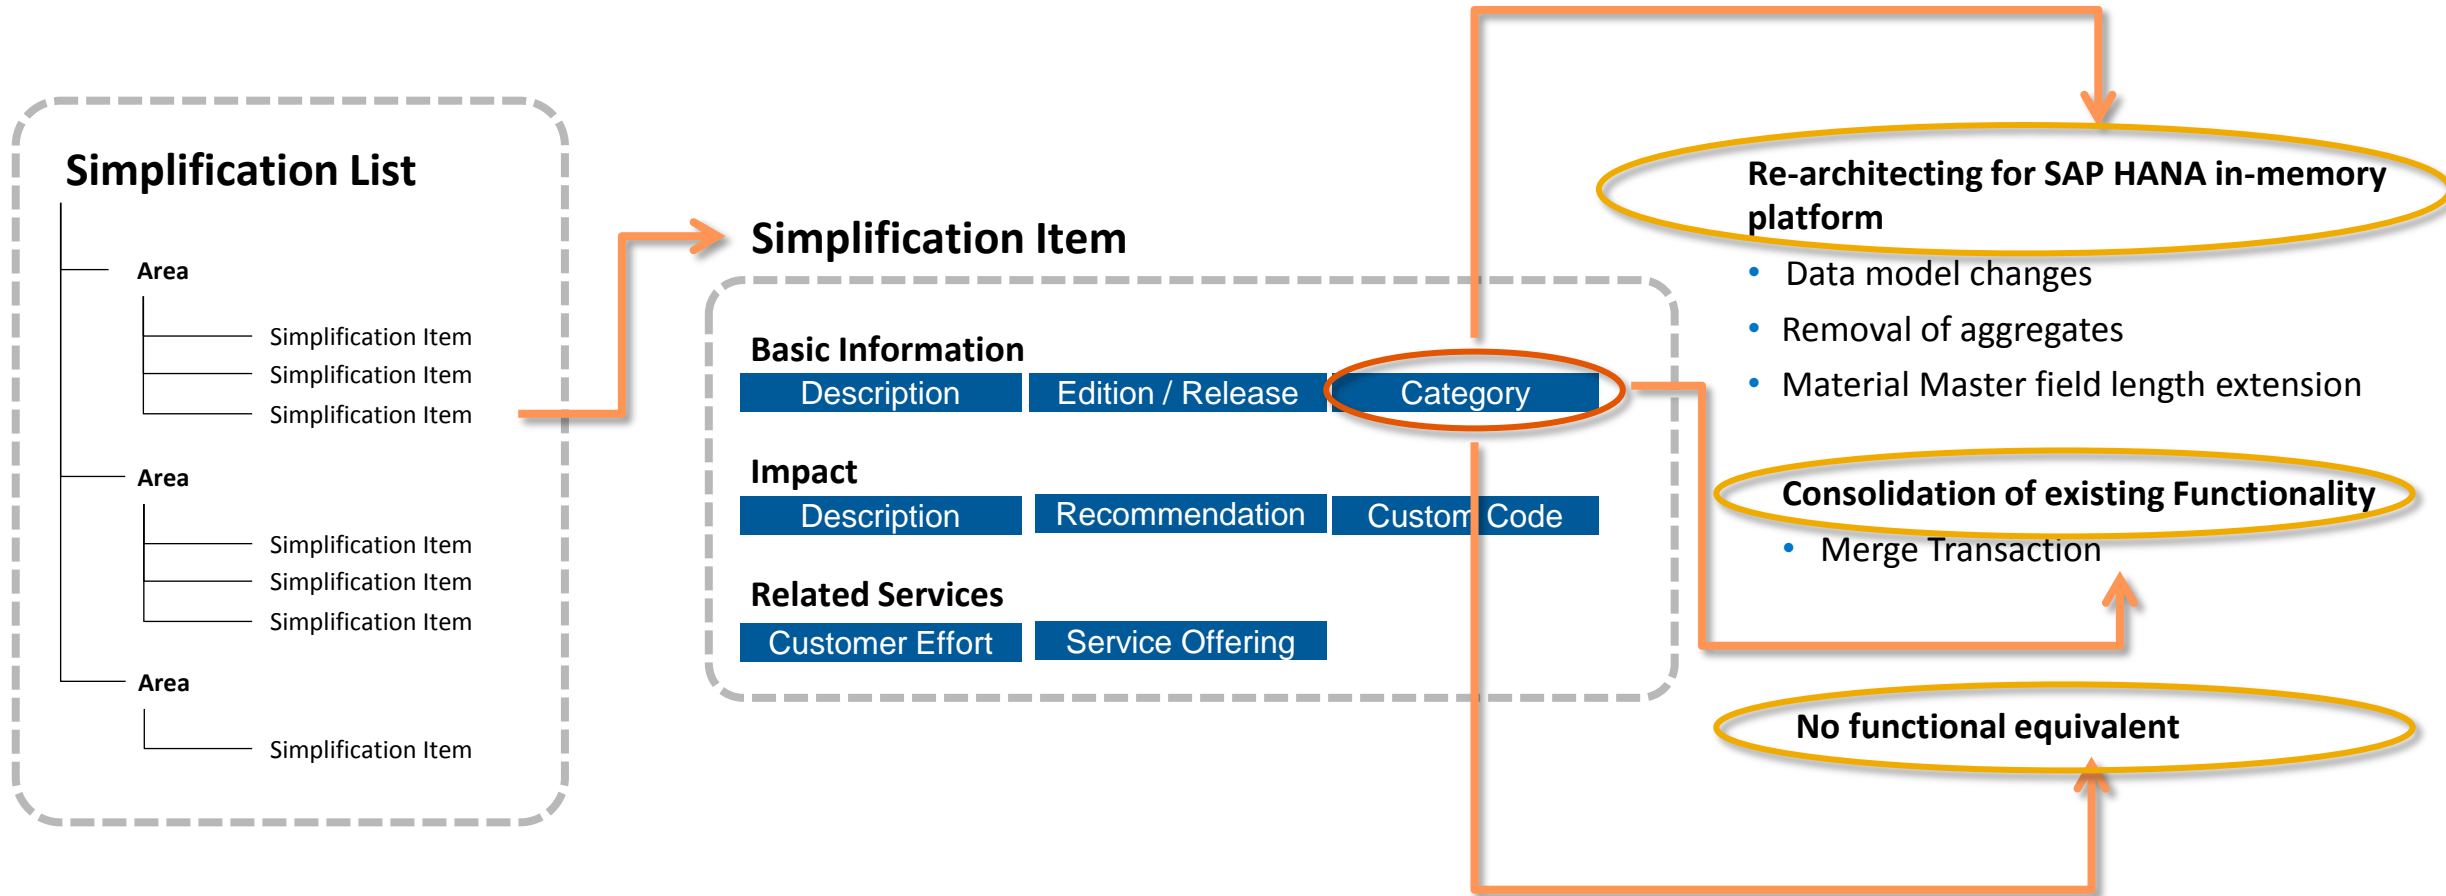 Simplification List
Area
Simplification Item
Simplification Item
Simplification Item
Area
Simplification Item
Simplification Item
Simplification Item
Area
Simplification Item
Simplification Item
Basic Information
Description
Edition / Release
Category
Impact
Description
Recommendation
Custom Code
Related Services
Customer Effort
Service Offering
Re-architecting for SAP HANA in-memory
platform
• Data model changes
• Removal of aggregates
• Material Master field length extension
Consolidation of existing Functionality
• Merge Transaction
No functional equivalent